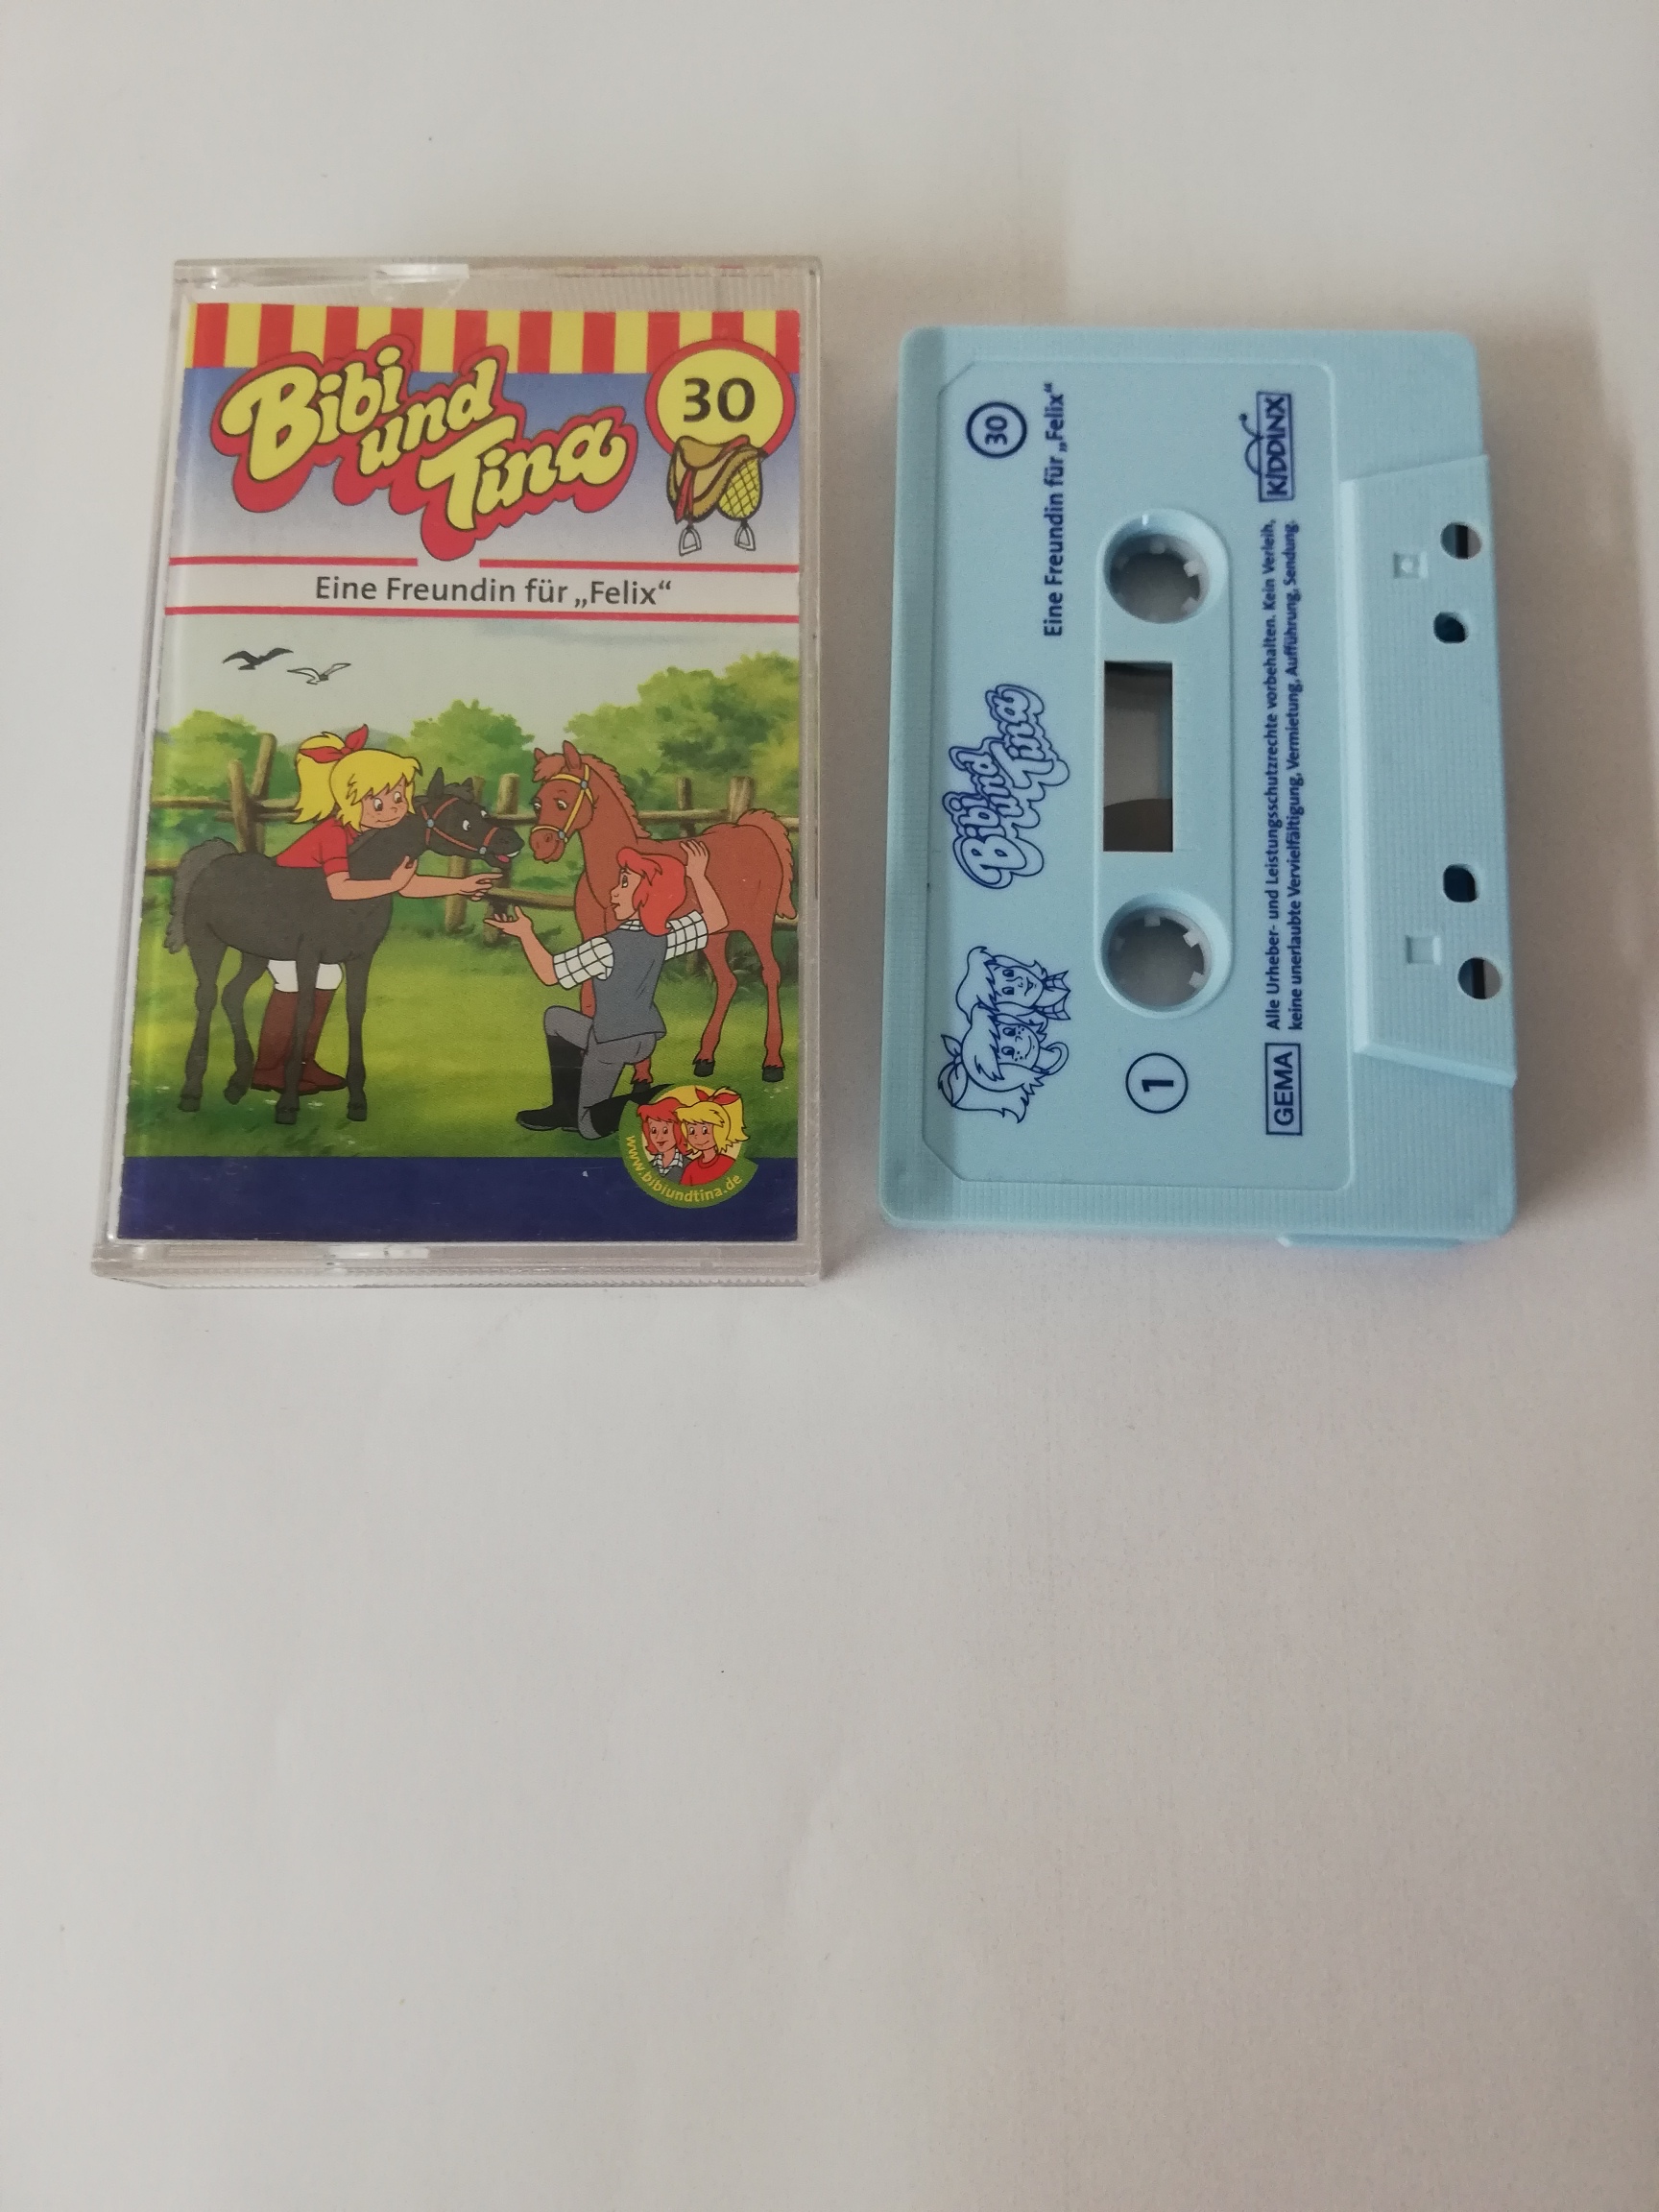 Bibi
und
Tina
30
Eine Freundin für „Felix“
www.bibiundtina.de
30
Eine Freundin für „Felix“
Bibi
und
Tina
1
KIDDINX
GEMA
Alle Urheber- und Leistungsschutzrechte vorbehalten. Kein Verleih,
keine unerlaubte Vervielfältigung, Vermietung, Aufführung, Sendung.